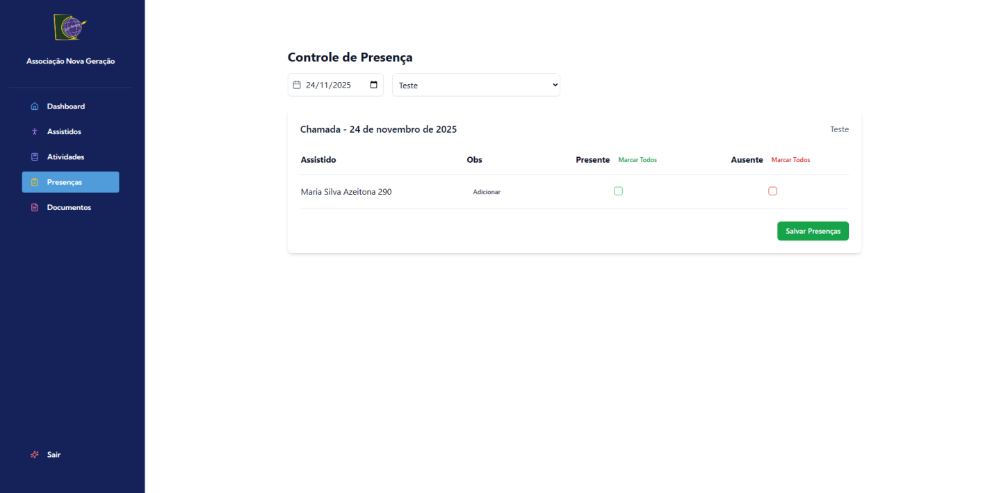 Associação Nova Geração
Dashboard
Assistidos
Atividades
Presenças
Documentos
Sair
Controle de Presença
24/11/2025
Teste
Chamada - 24 de novembro de 2025
Teste
Assistido Obs Presente Marcar Todos Ausente Marcar Todos
Maria Silva Azeitona 290 Adicionar
Salvar Presenças